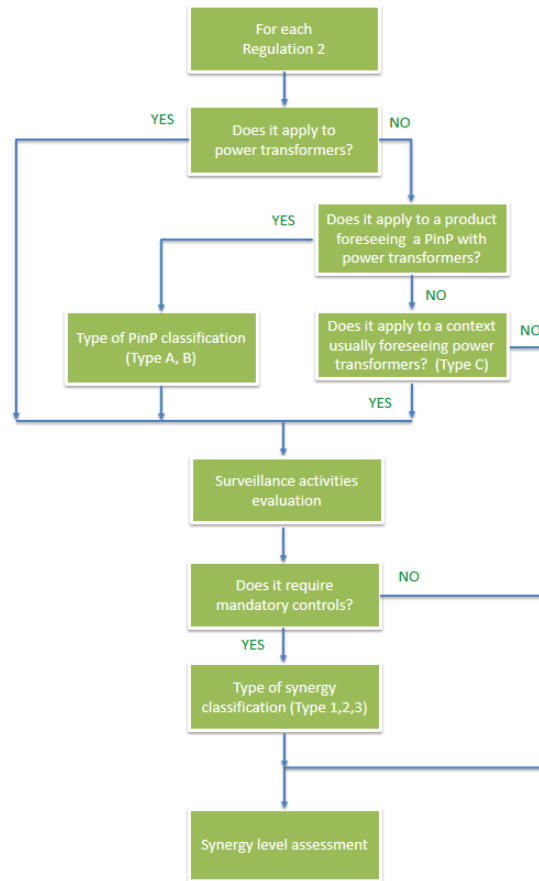 For each
Regulation 2
YES
Does it apply to
power transformers?
NO
YES
Does it apply to a product
foreseeing a PinP with
power transformers?
NO
Type of PinP classification
(Type A, B)
Does it apply to a context
usually foreseeing power
transformers? (Type C)
NO
YES
Surveillance activities
evaluation
Does it require
mandatory controls?
NO
YES
Type of synergy
classification (Type 1,2,3)
Synergy level assessment